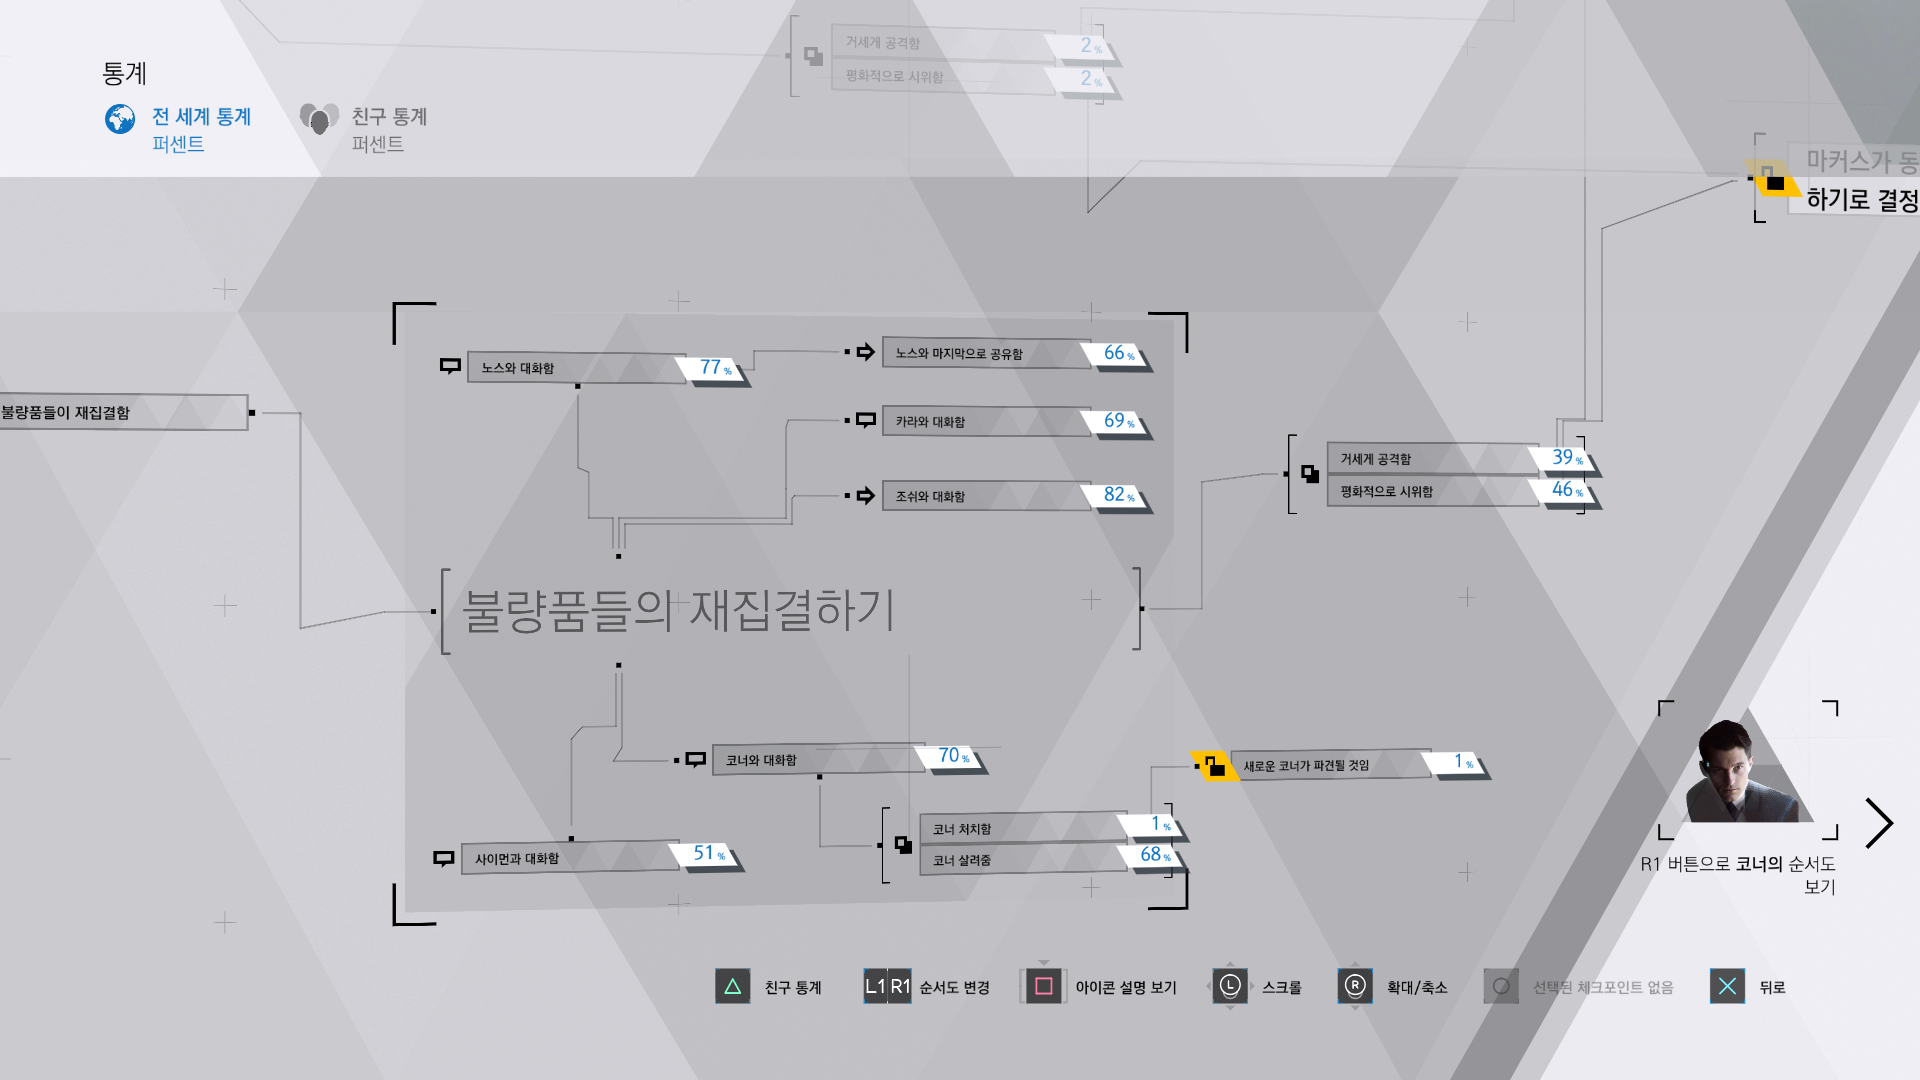 통계
전 세계 통계
퍼센트
친구 통계
퍼센트
거세게 공격함 2%
평화적으로 시위함 2%
마커스가 동
하기로 결정
불량품들이 재집결함
노스와 대화함 77%
노스와 마지막으로 공유함 66%
카라와 대화함 69%
조쉬와 대화함 82%
거세게 공격함 39%
평화적으로 시위함 46%
불량품들의 재집결하기
코너와 대화함 70%
새로운 코너가 파견될 것임 1%
코너 처치함 1%
코너 살려줌 68%
사이먼과 대화함 51%
R1 버튼으로 코너의 순서도
보기
친구 통계
L1 R1 순서도 변경
아이콘 설명 보기
L 스크롤
R 확대/축소
선택된 체크포인트 없음
뒤로